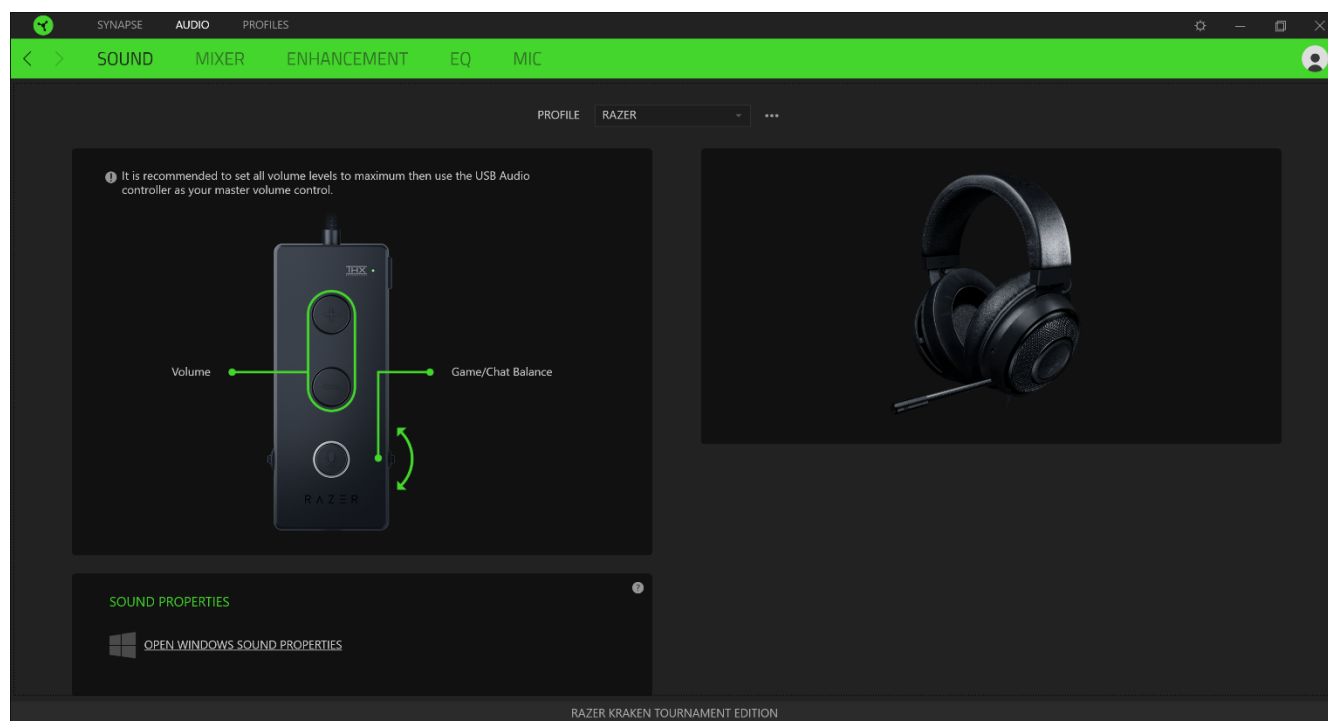 SYNAPSE AUDIO PROFILES
SOUND MIXER ENHANCEMENT EQ MIC
PROFILE RAZER
It is recommended to set all volume levels to maximum then use the USB Audio
controller as your master volume control.
THX
Volume
Game/Chat Balance
RAZER
SOUND PROPERTIES
OPEN WINDOWS SOUND PROPERTIES
RAZER KRAKEN TOURNAMENT EDITION